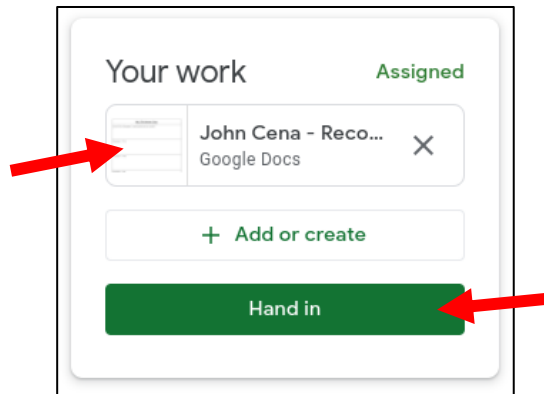 Your work
Assigned
John Cena - Reco...
Google Docs
+ Add or create
Hand in